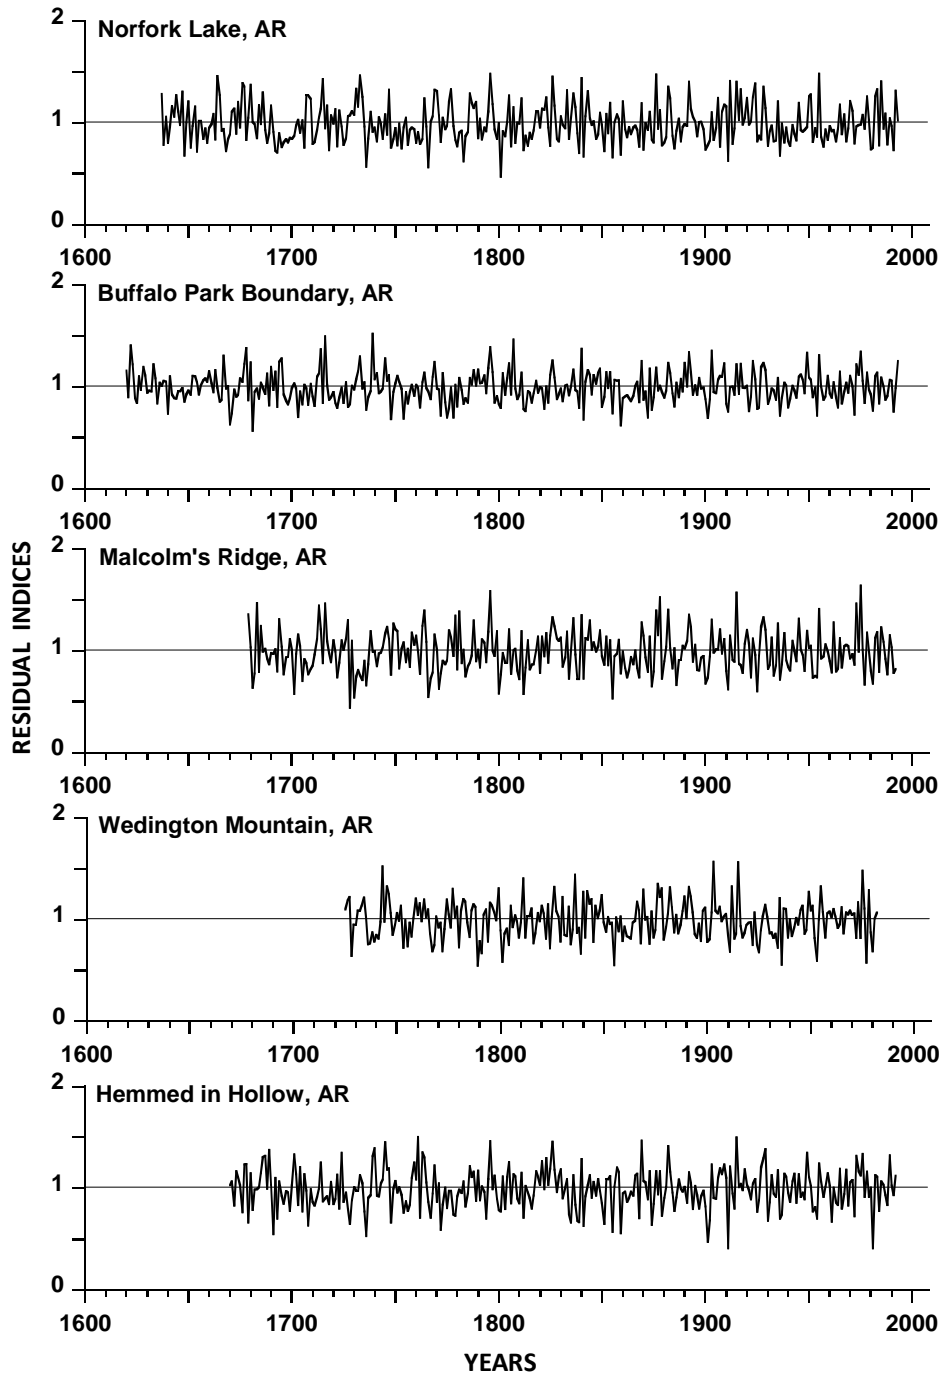 2
Norfork Lake, AR
1
0
1600 1700 1800 1900 2000
2
Buffalo Park Boundary, AR
1
0
1600 1700 1800 1900 2000
RESIDUAL INDICES
2
Malcolm's Ridge, AR
1
0
1600 1700 1800 1900 2000
2
Wedington Mountain, AR
1
0
1600 1700 1800 1900 2000
2
Hemmed in Hollow, AR
1
0
1600 1700 1800 1900 2000
YEARS